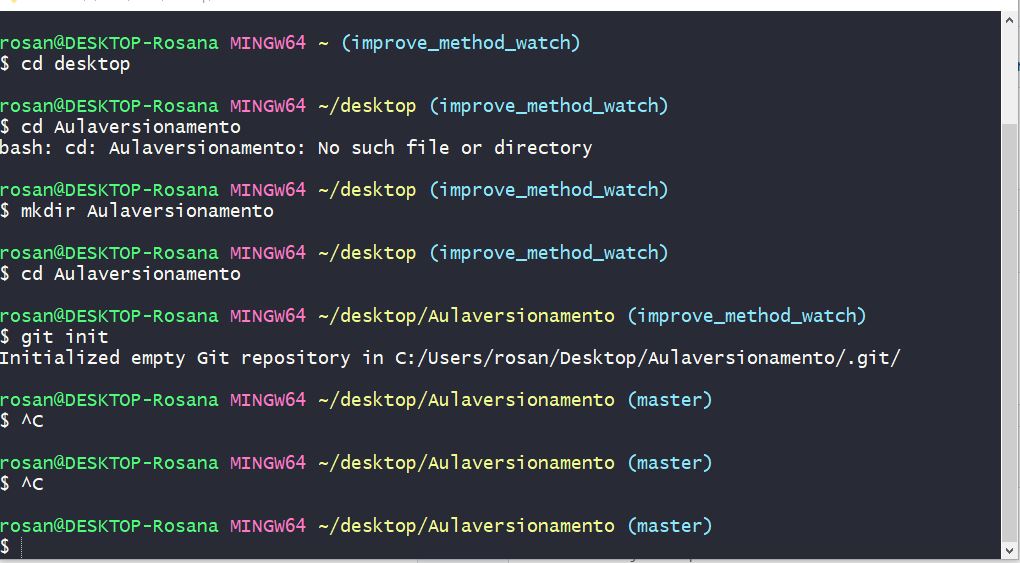 rosan@DESKTOP-Rosana MINGW64 ~ (improve_method_watch)
$ cd desktop
rosan@DESKTOP-Rosana MINGW64 ~/desktop (improve_method_watch)
$ cd Aulaversionamento
bash: cd: Aulaversionamento: No such file or directory
rosan@DESKTOP-Rosana MINGW64 ~/desktop (improve_method_watch)
$ mkdir Aulaversionamento
rosan@DESKTOP-Rosana MINGW64 ~/desktop (improve_method_watch)
$ cd Aulaversionamento
rosan@DESKTOP-Rosana MINGW64 ~/desktop/Aulaversionamento (improve_method_watch)
$ git init
Initialized empty Git repository in C:/Users/rosan/Desktop/Aulaversionamento/.git/
rosan@DESKTOP-Rosana MINGW64 ~/desktop/Aulaversionamento (master)
$ ^C
rosan@DESKTOP-Rosana MINGW64 ~/desktop/Aulaversionamento (master)
$ ^C
rosan@DESKTOP-Rosana MINGW64 ~/desktop/Aulaversionamento (master)
$